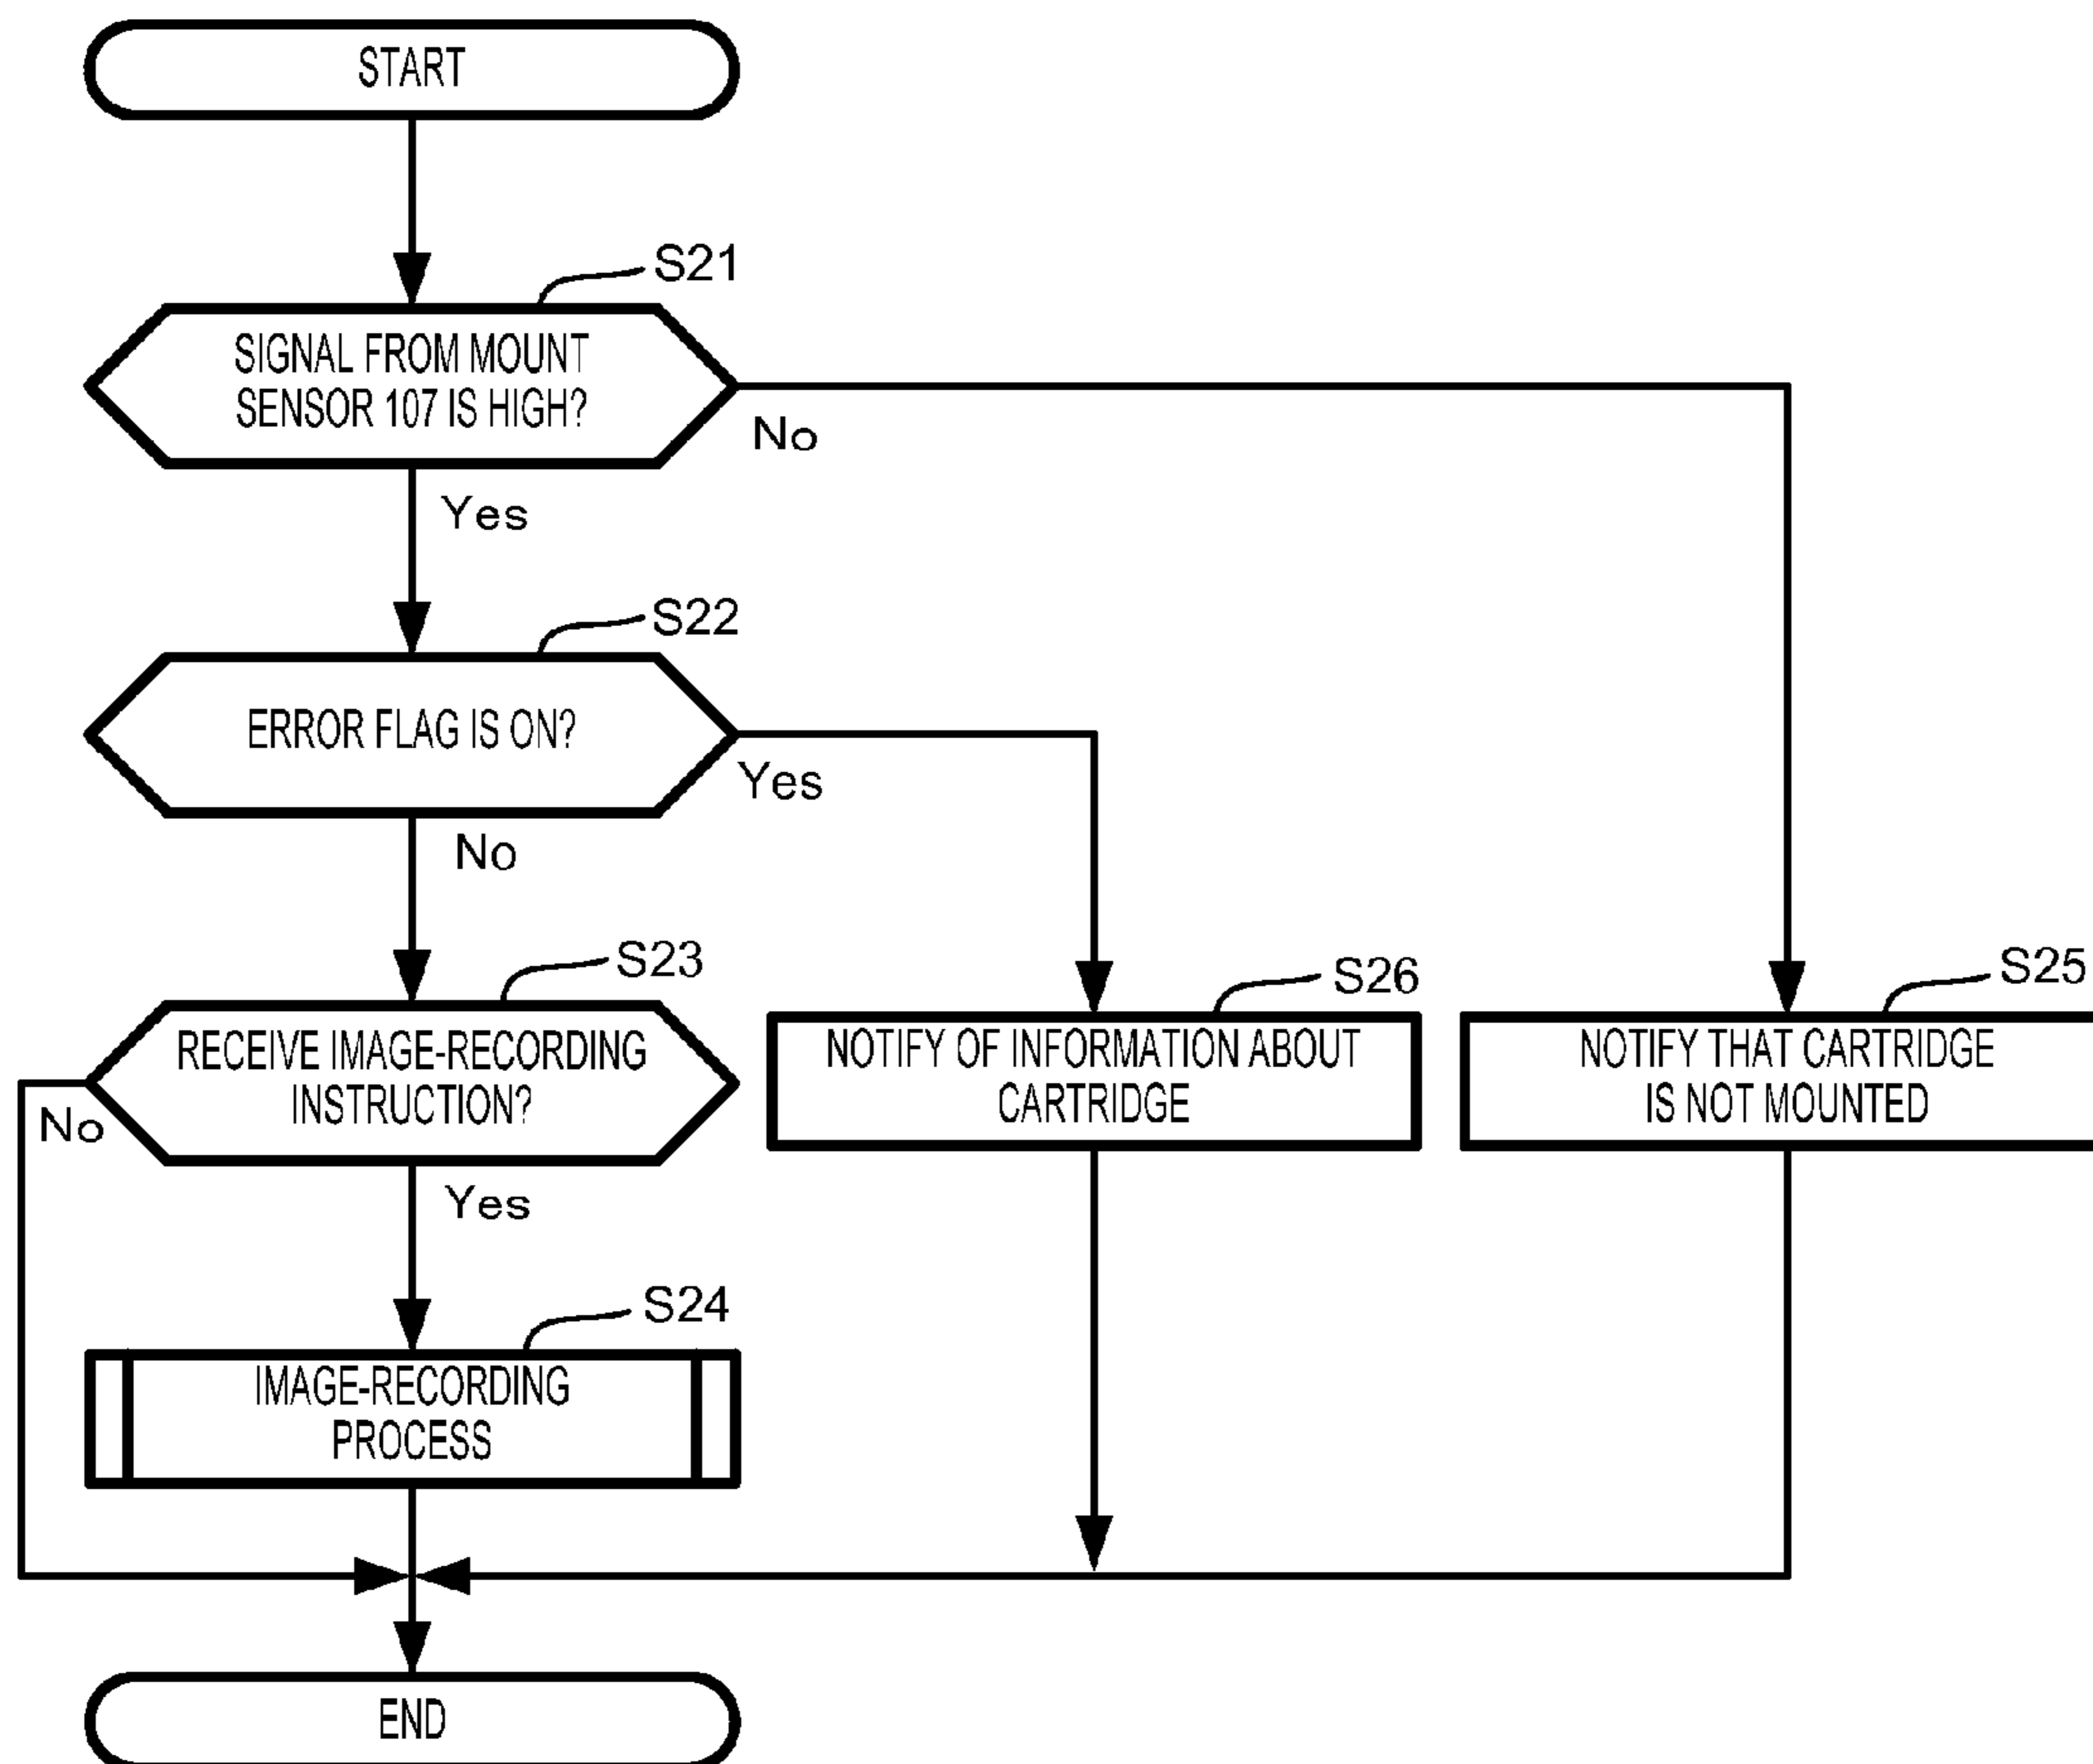 START
S21
SIGNAL FROM MOUNT
SENSOR 107 IS HIGH?
No
Yes
S22
ERROR FLAG IS ON?
Yes
No
S23
RECEIVE IMAGE-RECORDING
INSTRUCTION?
No
Yes
S26
NOTIFY OF INFORMATION ABOUT
CARTRIDGE
S25
NOTIFY THAT CARTRIDGE
IS NOT MOUNTED
S24
IMAGE-RECORDING
PROCESS
END